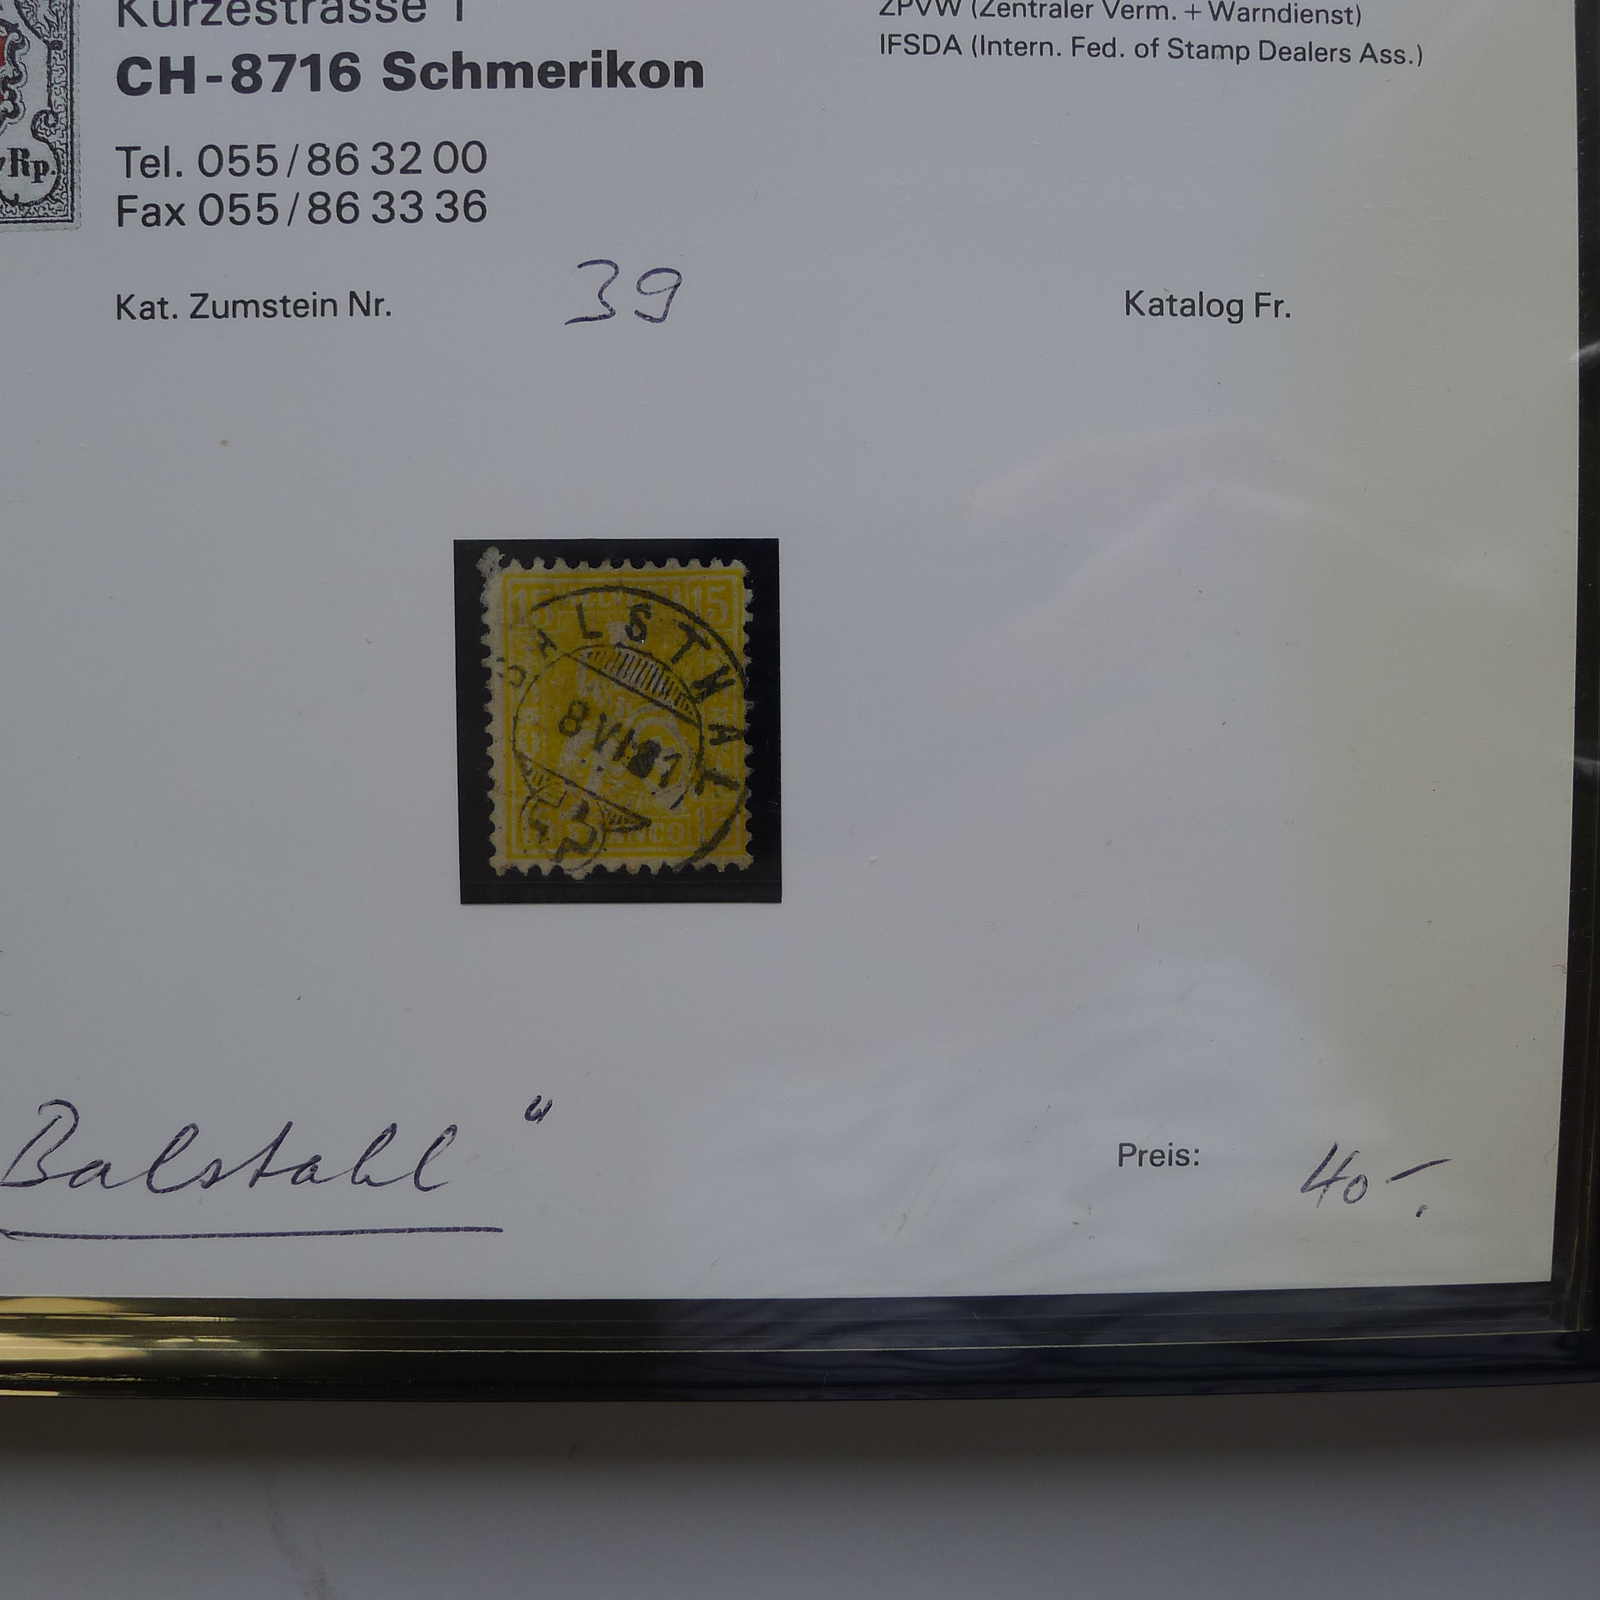 Kurzestrasse 1
CH-8716 Schmerikon
Tel. 055/86 32 00
Fax 055/86 33 36
ZPVW (Zentraler Verm. + Warndienst)
IFSDA (Intern. Fed. of Stamp Dealers Ass.)
Rp.
Kat. Zumstein Nr. 39
Katalog Fr.
15 15
BALSTHAL
8 VI 81
Balstahl"
Preis: 40.-